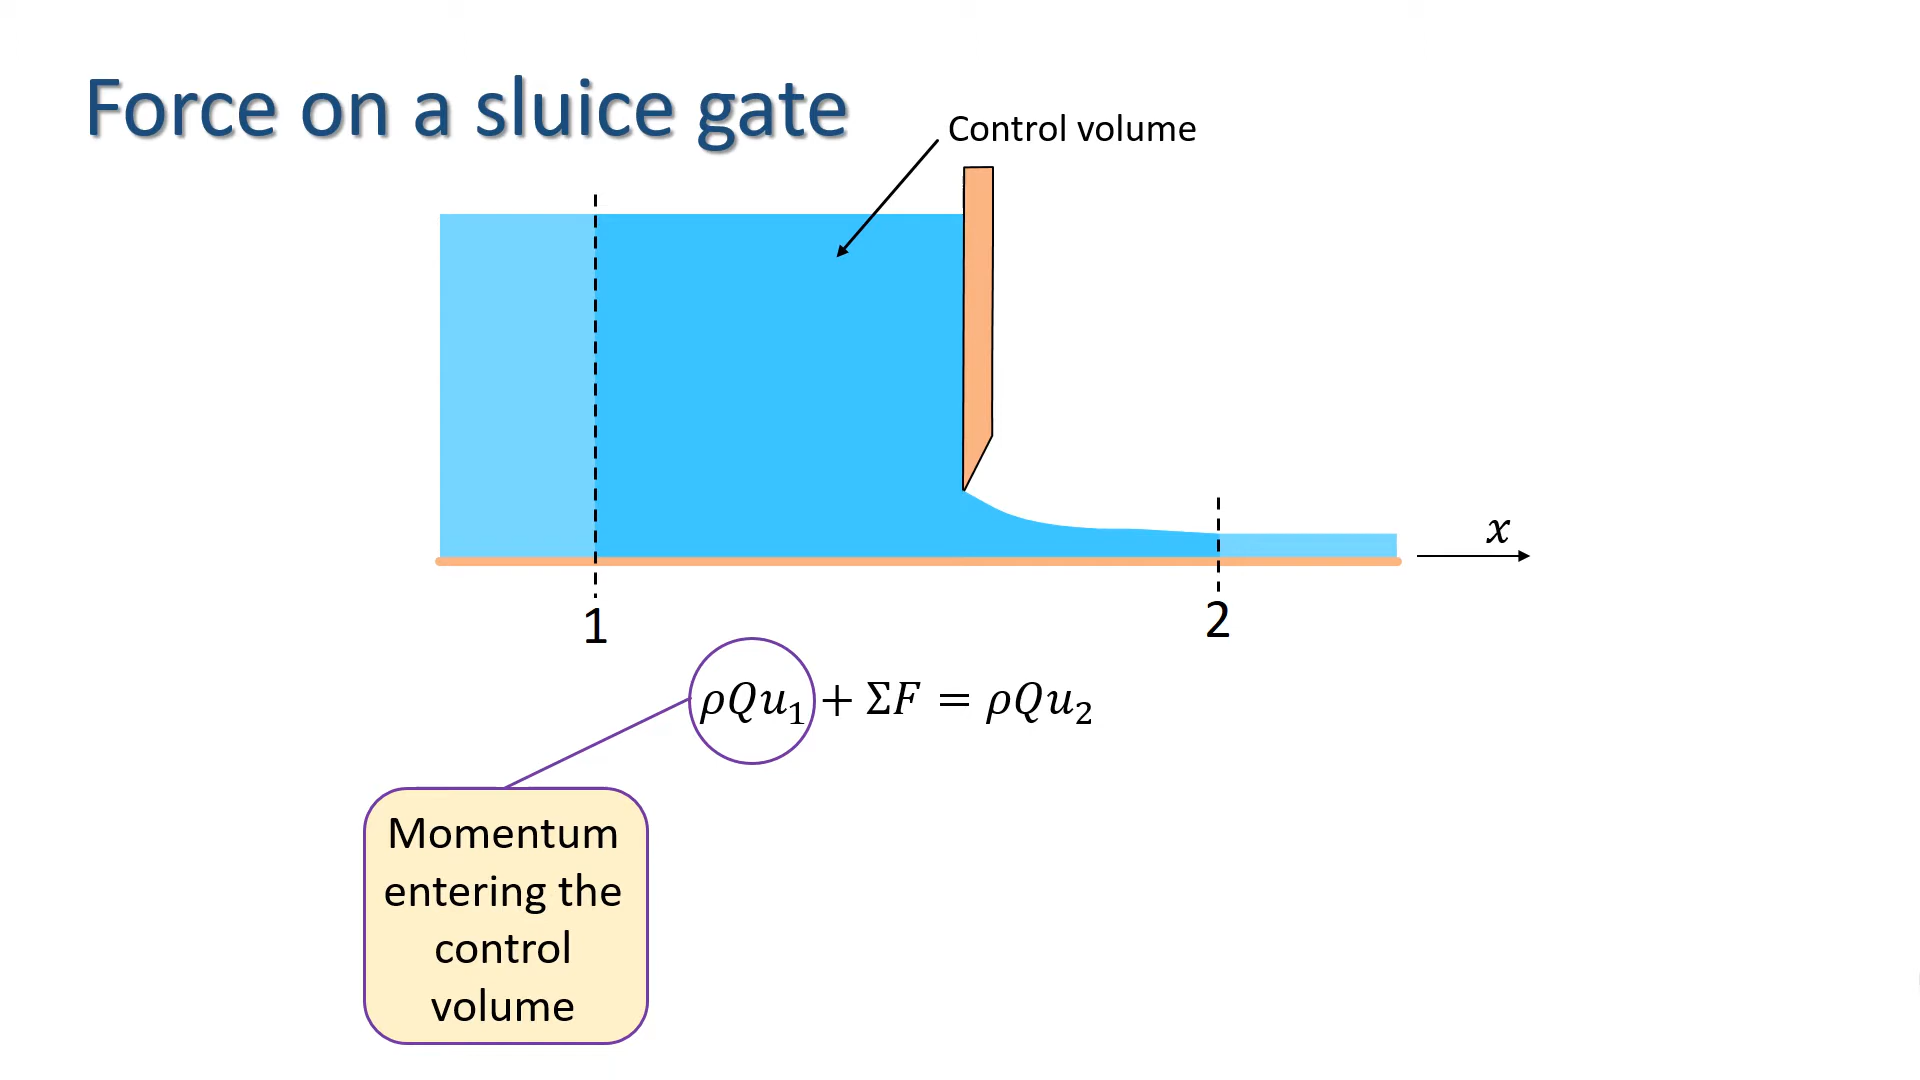 Force on a sluice gate
Control volume
x
1
2
ρQu₁ + ΣF = ρQu₂
Momentum
entering the
control
volume